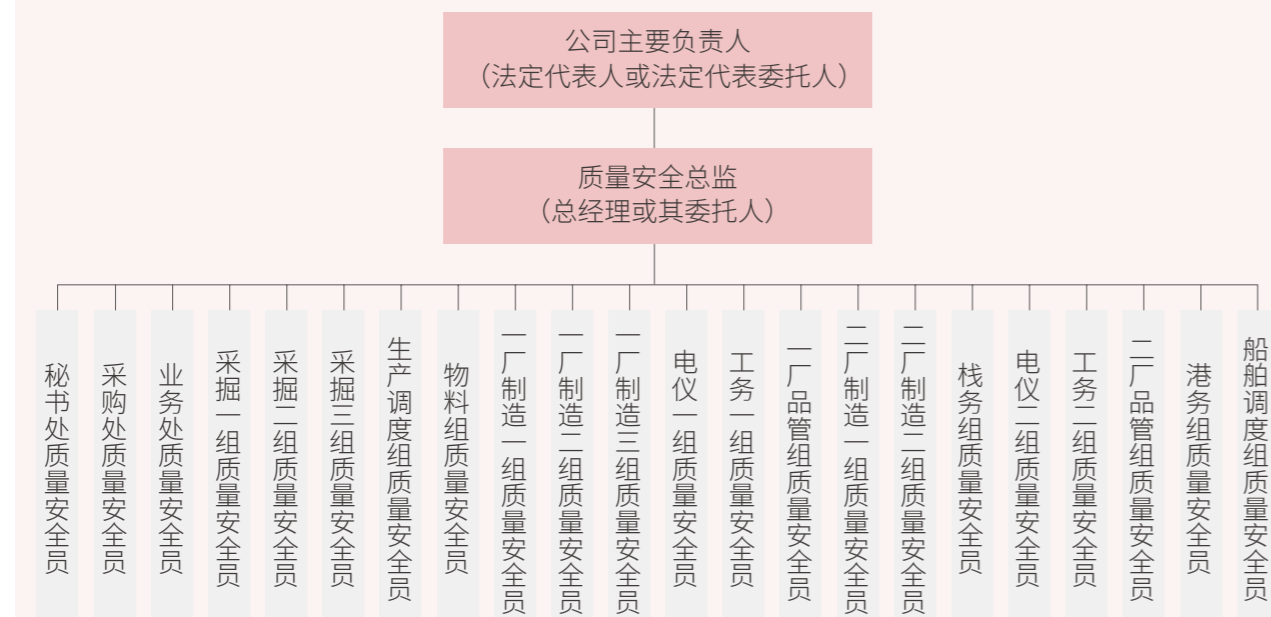 公司主要负责人
（法定代表人或法定代表委托人）
质量安全总监
（总经理或其委托人）
秘书处质量安全员
采购处质量安全员
业务处质量安全员
采掘一组质量安全员
采掘二组质量安全员
采掘三组质量安全员
生产调度组质量安全员
物料组质量安全员
一厂制造一组质量安全员
一厂制造二组质量安全员
一厂制造三组质量安全员
电仪一组质量安全员
工务一组质量安全员
一厂品管组质量安全员
二厂制造一组质量安全员
二厂制造二组质量安全员
栈务组质量安全员
电仪二组质量安全员
工务二组质量安全员
二厂品管组质量安全员
港务组质量安全员
船舶调度组质量安全员